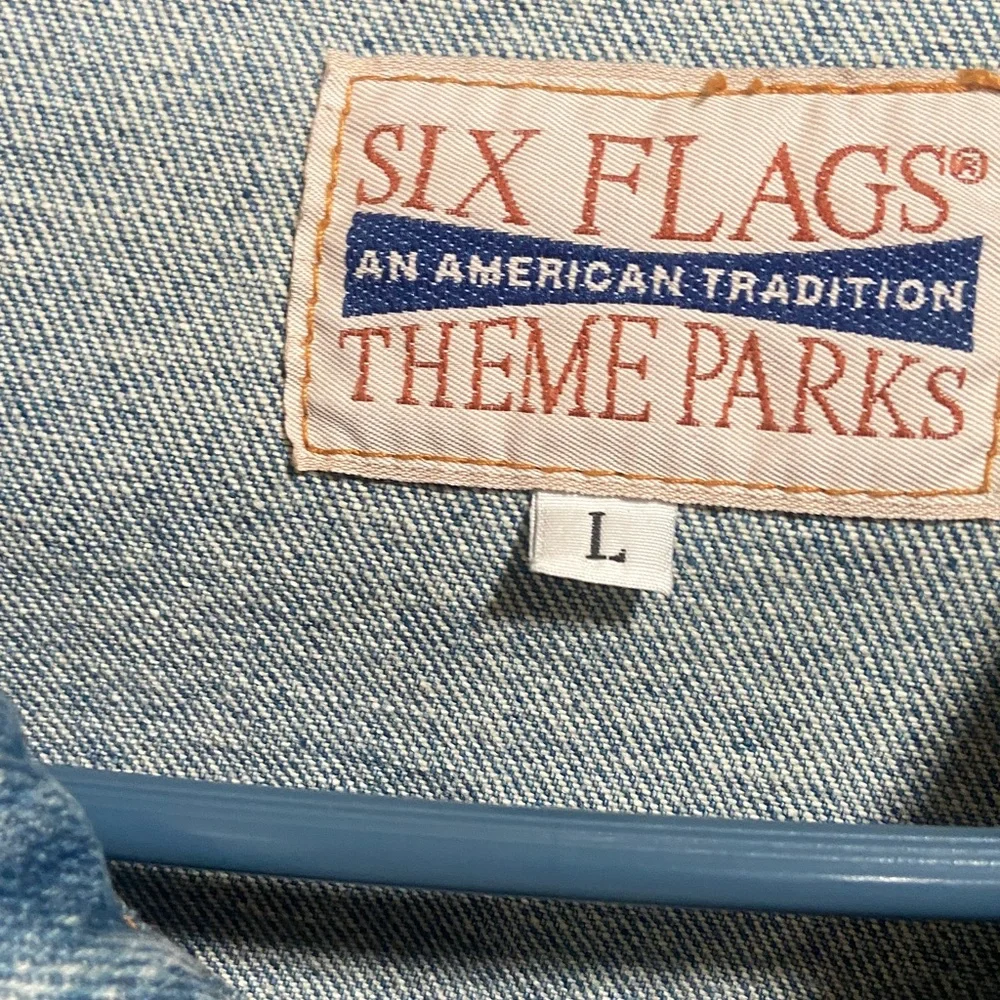 SIX FLAGS®
AN AMERICAN TRADITION
THEME PARKS
L